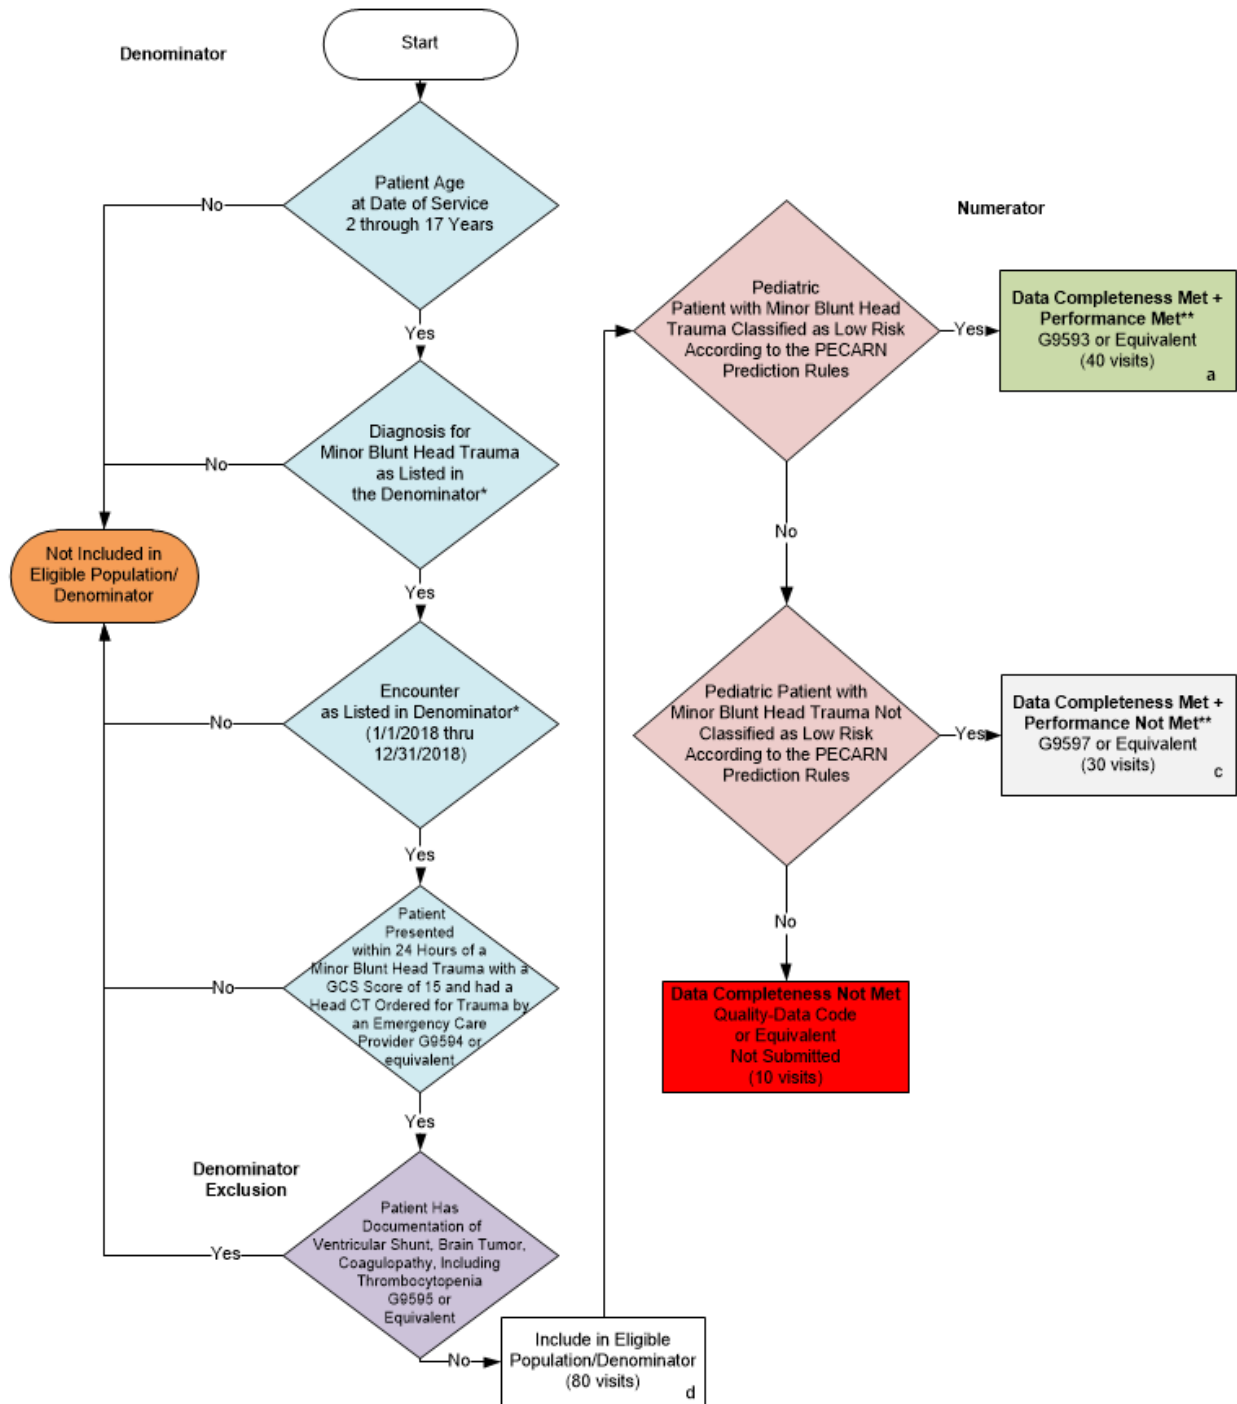 Denominator
Start
Patient Age
at Date of Service
2 through 17 Years
No
Yes
Diagnosis for
Minor Blunt Head Trauma
as Listed in
the Denominator*
No
Not Included in
Eligible Population/
Denominator
Yes
Encounter
as Listed in Denominator*
(1/1/2018 thru
12/31/2018)
No
Yes
Patient
Presented
within 24 Hours of a
Minor Blunt Head Trauma with a
GCS Score of 15 and had a
Head CT Ordered for Trauma by
an Emergency Care
Provider G9594 or
equivalent
No
Yes
Denominator
Exclusion
Patient Has
Documentation of
Ventricular Shunt, Brain Tumor,
Coagulopathy, Including
Thrombocytopenia
G9595 or
Equivalent
Yes
No
Include in Eligible
Population/Denominator
(80 visits)
d
Numerator
Pediatric
Patient with Minor Blunt Head
Trauma Classified as Low Risk
According to the PECARN
Prediction Rules
Yes
Data Completeness Met +
Performance Met**
G9593 or Equivalent
(40 visits)
a
No
Pediatric Patient with
Minor Blunt Head Trauma Not
Classified as Low Risk
According to the PECARN
Prediction Rules
Yes
Data Completeness Met +
Performance Not Met**
G9597 or Equivalent
(30 visits)
c
No
Data Completeness Not Met
Quality-Data Code
or Equivalent
Not Submitted
(10 visits)